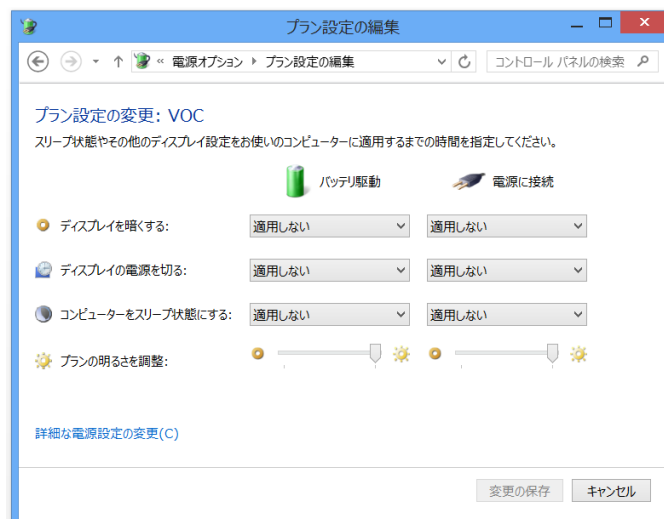 プラン設定の編集
« 電源オプション ▸ プラン設定の編集
コントロール パネルの検索
プラン設定の変更: VOC
スリープ状態やその他のディスプレイ設定をお使いのコンピューターに適用するまでの時間を指定してください。
バッテリ駆動 電源に接続
ディスプレイを暗くする: 適用しない 適用しない
ディスプレイの電源を切る: 適用しない 適用しない
コンピューターをスリープ状態にする: 適用しない 適用しない
プランの明るさを調整:
詳細な電源設定の変更(C)
変更の保存 キャンセル